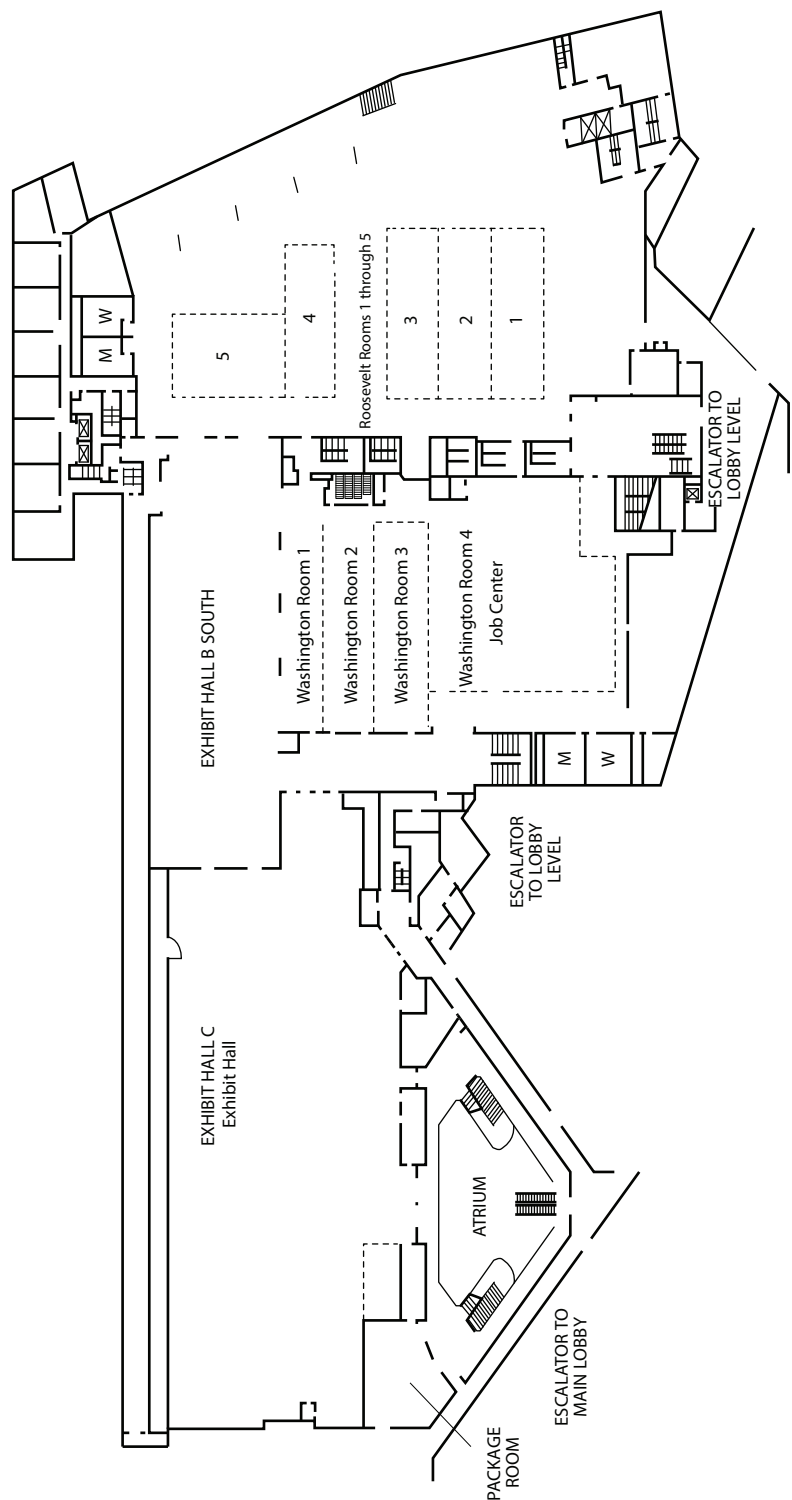 W
M
4
5
Roosevelt Rooms 1 through 5
3
2
1
ESCALATOR TO
LOBBY LEVEL
EXHIBIT HALL B SOUTH
Washington Room 1
Washington Room 2
Washington Room 3
Washington Room 4
Job Center
M
W
ESCALATOR
TO LOBBY
LEVEL
EXHIBIT HALL C
Exhibit Hall
ATRIUM
ESCALATOR TO
MAIN LOBBY
PACKAGE
ROOM